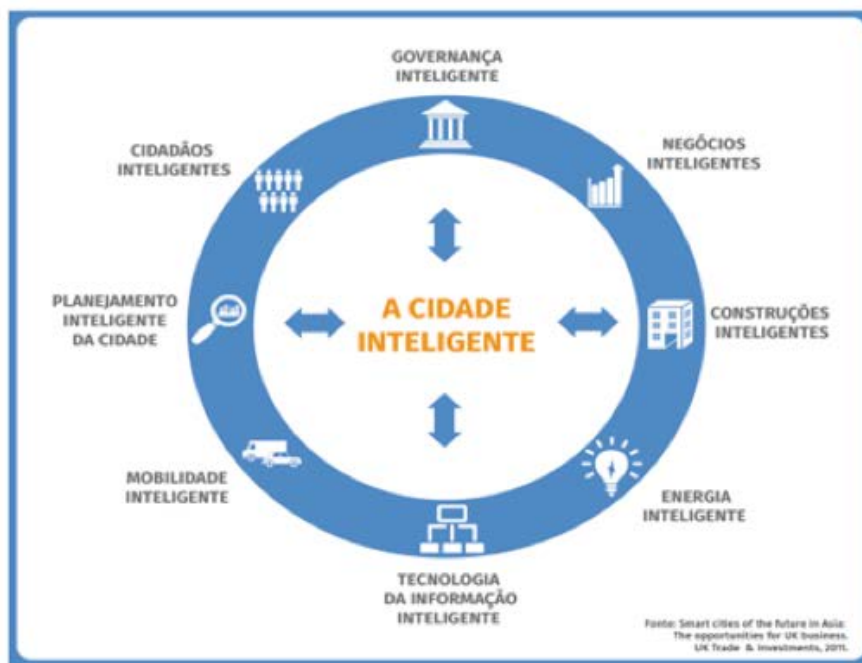 GOVERNANÇA
INTELIGENTE
NEGÓCIOS
INTELIGENTES
CIDADÃOS
INTELIGENTES
PLANEJAMENTO
INTELIGENTE
DA CIDADE
A CIDADE
INTELIGENTE
CONSTRUÇÕES
INTELIGENTES
MOBILIDADE
INTELIGENTE
ENERGIA
INTELIGENTE
TECNOLOGIA
DA INFORMAÇÃO
INTELIGENTE
Fonte: Smart cities of the future in Asia:
The opportunities for UK business.
UK Trade & Investments, 2011.